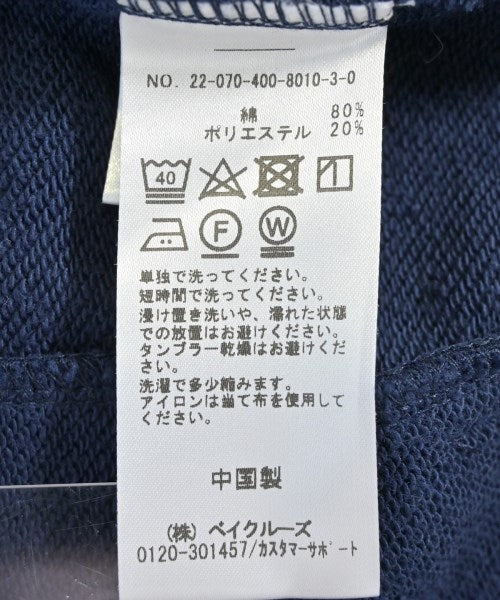 NO. 22-070-400-8010-3-0
綿 80%
ポリエステル 20%
40
F
W
単独で洗ってください。
短時間で洗ってください。
浸け置き洗いや、濡れた状態
での放置はお避けください。
タンブラー乾燥はお避けくだ
さい。
洗濯で多少縮みます。
アイロンは当て布を使用して
ください。
中国製
(株) ベイクルーズ
0120-301457/カスタマーサポート